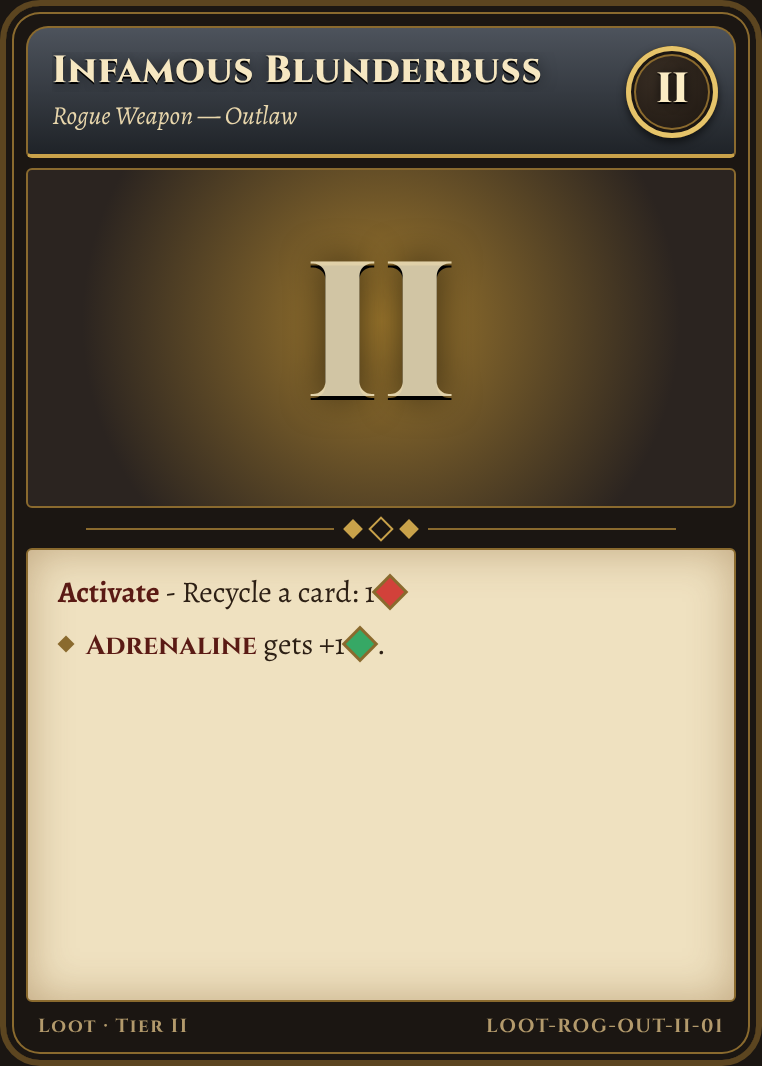 Infamous Blunderbuss
Rogue Weapon — Outlaw
II
II
Activate - Recycle a card: 1
Adrenaline gets +1.
Loot · Tier II
LOOT-ROG-OUT-II-01